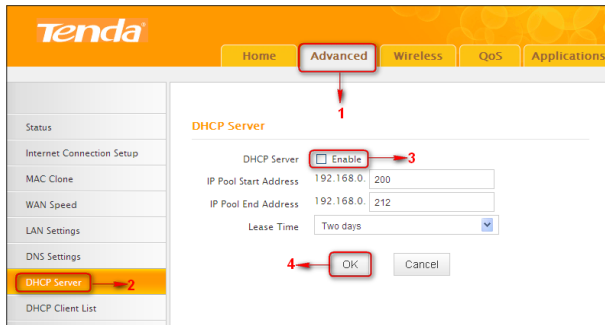 Tenda
Home Advanced Wireless QoS Applications
1
Status
Internet Connection Setup
MAC Clone
WAN Speed
LAN Settings
DNS Settings
DHCP Server 2
DHCP Client List
DHCP Server
DHCP Server Enable 3
IP Pool Start Address 192.168.0. 200
IP Pool End Address 192.168.0. 212
Lease Time Two days
4 OK Cancel